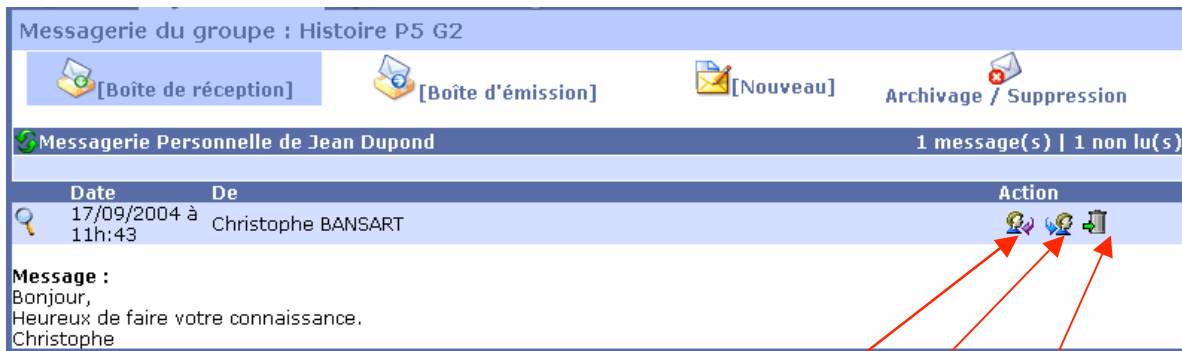 Messagerie du groupe : Histoire P5 G2
[Boîte de réception] [Boîte d'émission] [Nouveau] Archivage / Suppression
Messagerie Personnelle de Jean Dupond 1 message(s) | 1 non lu(s)
Date De Action
17/09/2004 à
11h:43 Christophe BANSART
Message :
Bonjour,
Heureux de faire votre connaissance.
Christophe